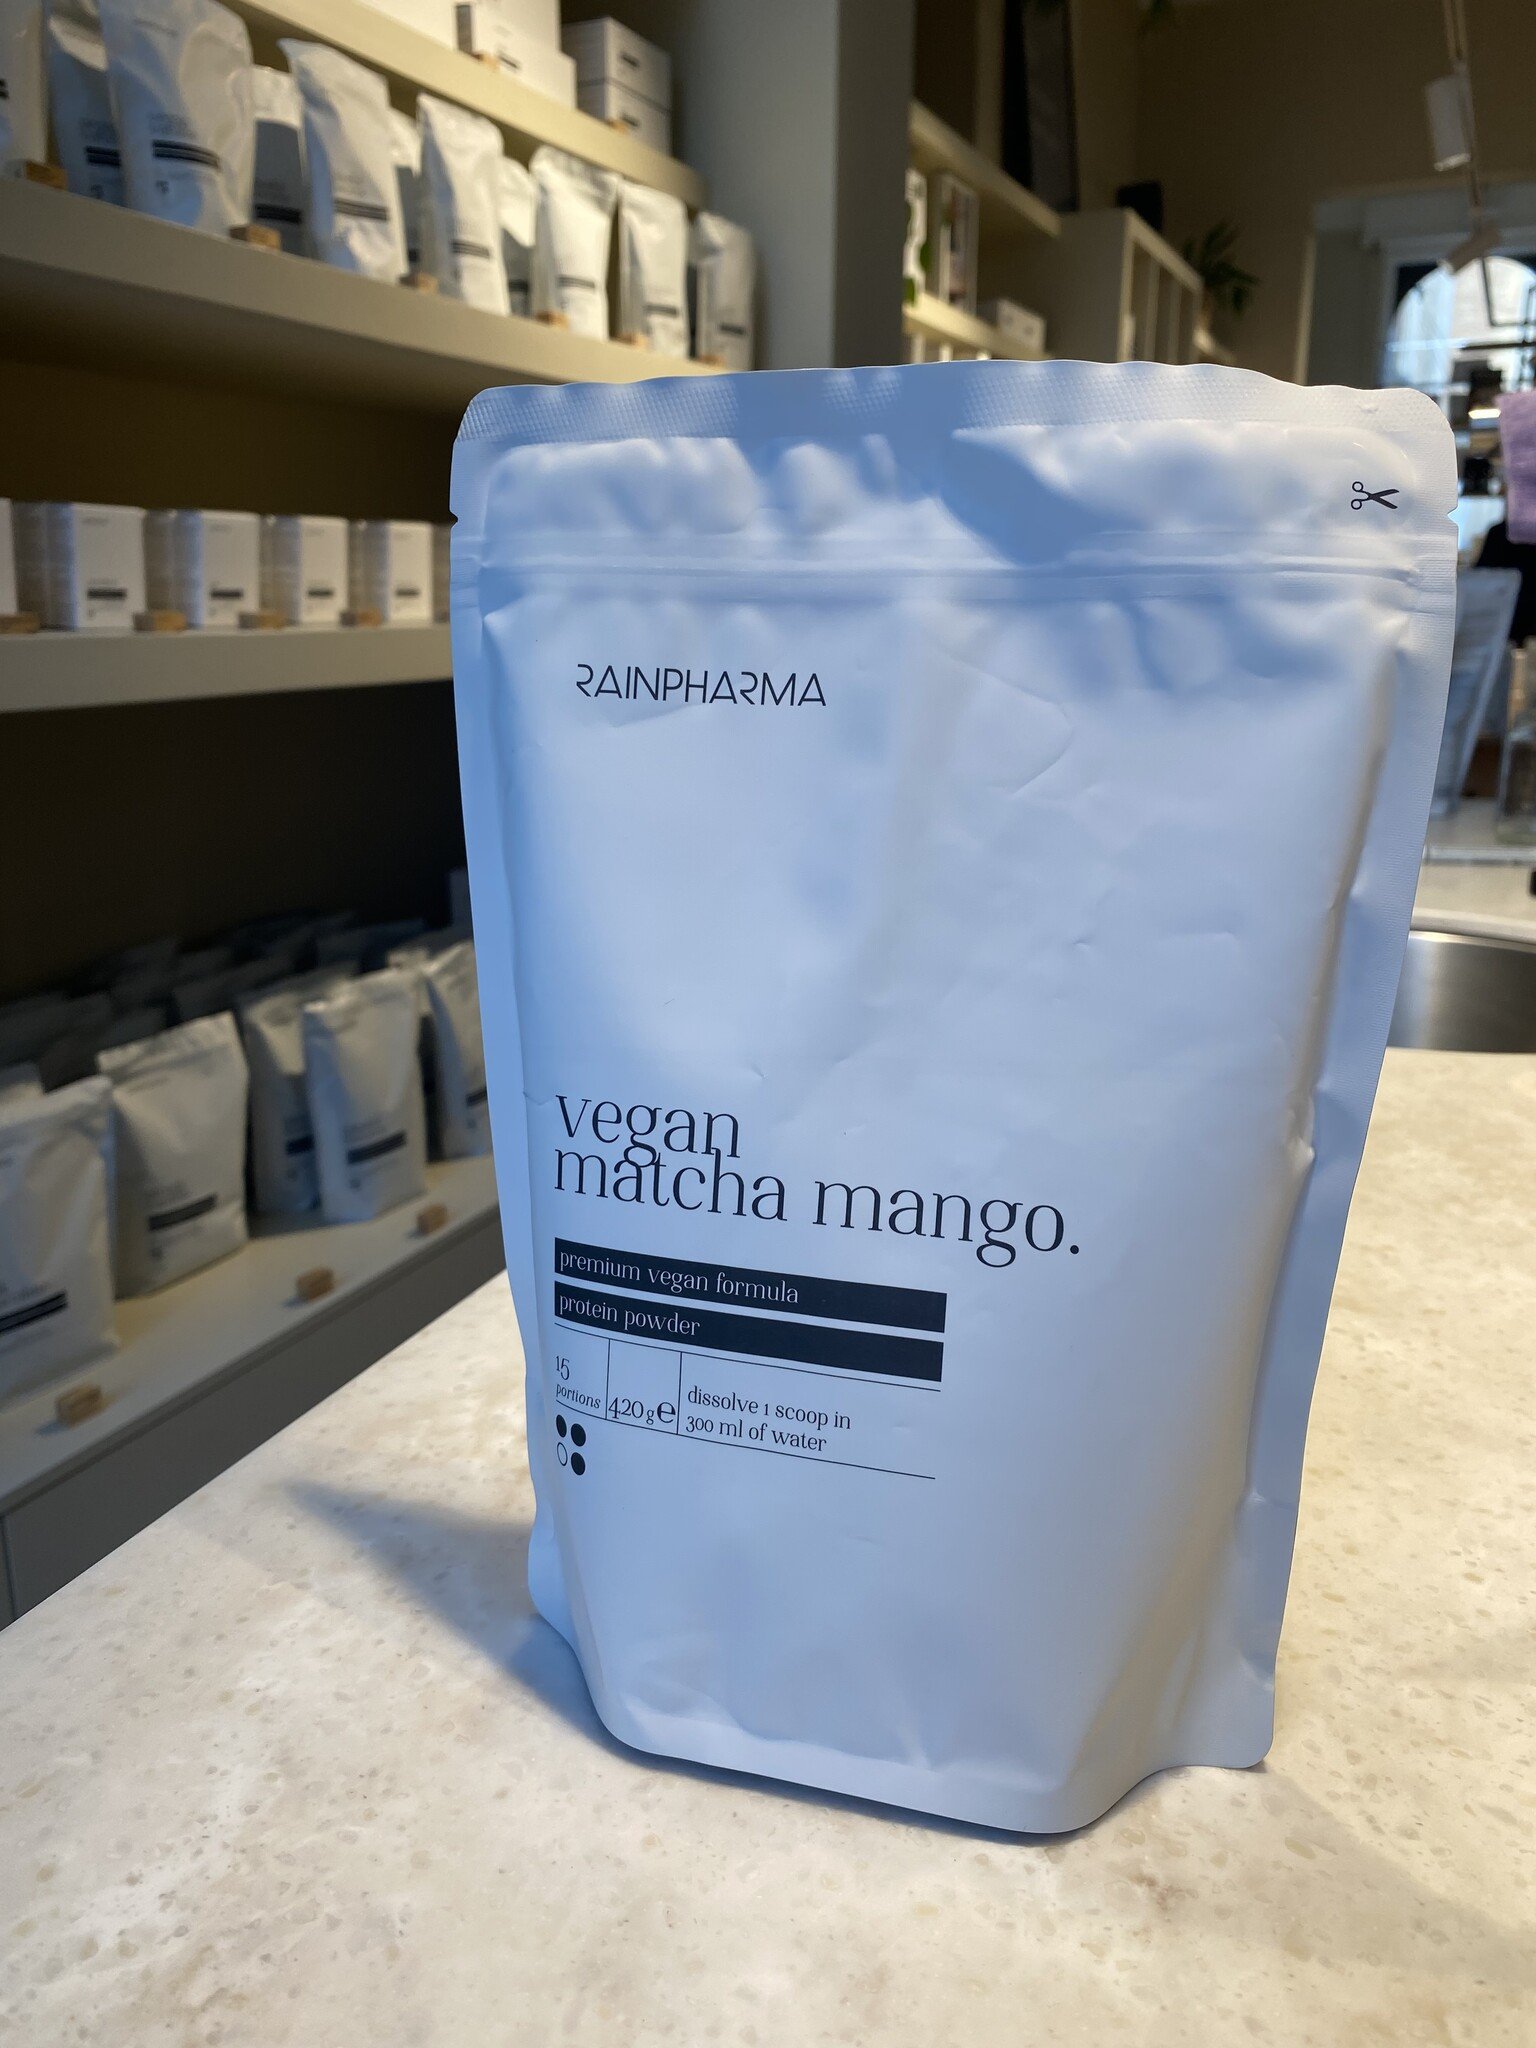 RAINPHARMA
vegan
matcha mango.
premium vegan formula
protein powder
15
portions
420 g e
dissolve 1 scoop in
300 ml of water